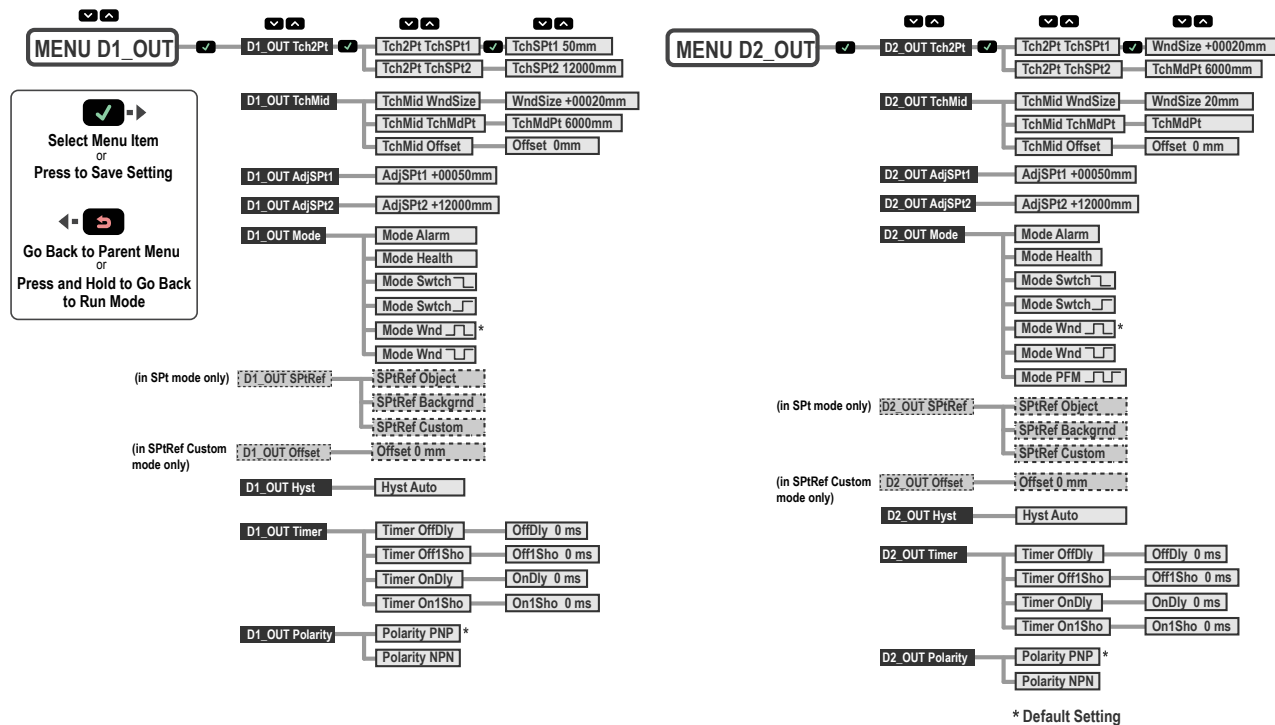 MENU D1_OUT
D1_OUT Tch2Pt
Tch2Pt TchSPt1
TchSPt1 50mm
Tch2Pt TchSPt2
TchSPt2 12000mm
Select Menu Item
or
Press to Save Setting
Go Back to Parent Menu
or
Press and Hold to Go Back
to Run Mode
D1_OUT TchMid
TchMid WndSize
WndSize +00020mm
TchMid TchMdPt
TchMdPt 6000mm
TchMid Offset
Offset 0mm
D1_OUT AdjSPt1
AdjSPt1 +00050mm
D1_OUT AdjSPt2
AdjSPt2 +12000mm
D1_OUT Mode
Mode Alarm
Mode Health
Mode Swtch
Mode Swtch
Mode Wnd *
Mode Wnd
(in SPt mode only)
D1_OUT SPtRef
SPtRef Object
SPtRef Backgrnd
SPtRef Custom
(in SPtRef Custom
mode only)
D1_OUT Offset
Offset 0 mm
D1_OUT Hyst
Hyst Auto
D1_OUT Timer
Timer OffDly
OffDly 0 ms
Timer Off1Sho
Off1Sho 0 ms
Timer OnDly
OnDly 0 ms
Timer On1Sho
On1Sho 0 ms
D1_OUT Polarity
Polarity PNP *
Polarity NPN
MENU D2_OUT
D2_OUT Tch2Pt
Tch2Pt TchSPt1
WndSize +00020mm
Tch2Pt TchSPt2
TchMdPt 6000mm
D2_OUT TchMid
TchMid WndSize
WndSize 20mm
TchMid TchMdPt
TchMdPt
TchMid Offset
Offset 0 mm
D2_OUT AdjSPt1
AdjSPt1 +00050mm
D2_OUT AdjSPt2
AdjSPt2 +12000mm
D2_OUT Mode
Mode Alarm
Mode Health
Mode Swtch
Mode Swtch
Mode Wnd *
Mode Wnd
Mode PFM
(in SPt mode only)
D2_OUT SPtRef
SPtRef Object
SPtRef Backgrnd
SPtRef Custom
(in SPtRef Custom
mode only)
D2_OUT Offset
Offset 0 mm
D2_OUT Hyst
Hyst Auto
D2_OUT Timer
Timer OffDly
OffDly 0 ms
Timer Off1Sho
Off1Sho 0 ms
Timer OnDly
OnDly 0 ms
Timer On1Sho
On1Sho 0 ms
D2_OUT Polarity
Polarity PNP *
Polarity NPN
* Default Setting